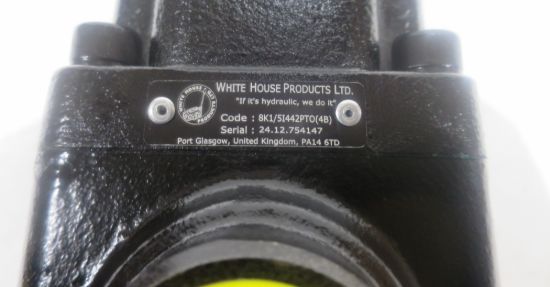 WHITE HOUSE PRODUCTS LTD.
"If it's hydraulic, we do it"
Code : 8K1/5I442PTO(4B)
Serial : 24.12.754147
Port Glasgow, United Kingdom, PA14 6TD